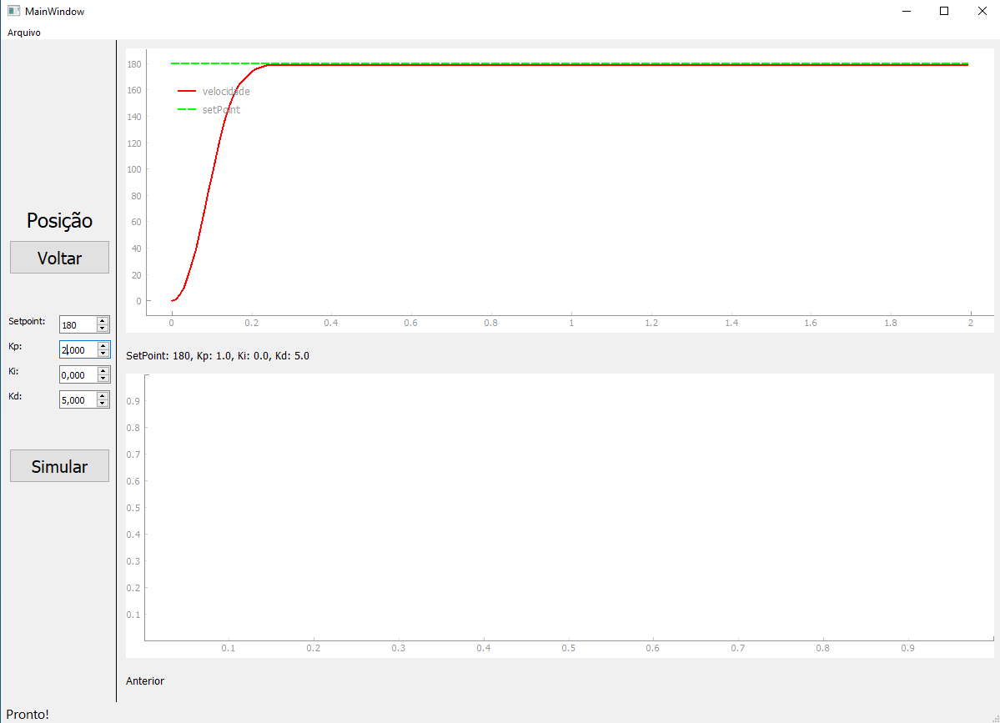 MainWindow
Arquivo
Posição
Voltar
Setpoint: 180
Kp: 2,000
Ki: 0,000
Kd: 5,000
Simular
180
160
140
120
100
80
60
40
20
0
velocidade
setPoint
0 0.2 0.4 0.6 0.8 1 1.2 1.4 1.6 1.8 2
SetPoint: 180, Kp: 1.0, Ki: 0.0, Kd: 5.0
0.9
0.8
0.7
0.6
0.5
0.4
0.3
0.2
0.1
0.1 0.2 0.3 0.4 0.5 0.6 0.7 0.8 0.9
Anterior
Pronto!